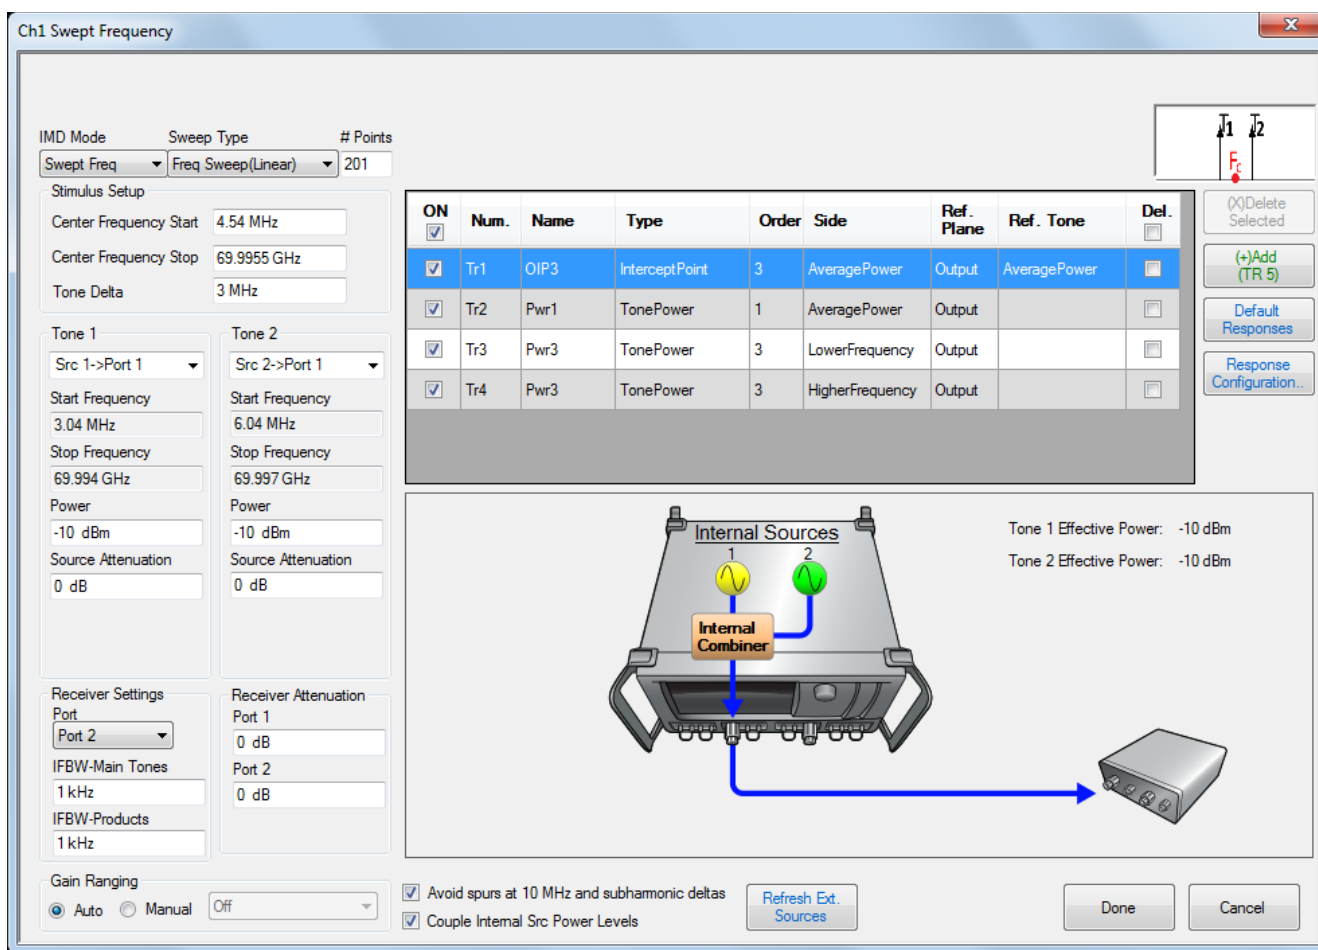 Ch1 Swept Frequency
IMD Mode Sweep Type # Points
Swept Freq Freq Sweep(Linear) 201
Stimulus Setup
Center Frequency Start 4.54 MHz
Center Frequency Stop 69.9955 GHz
Tone Delta 3 MHz
Tone 1
Src 1->Port 1
Start Frequency
3.04 MHz
Stop Frequency
69.994 GHz
Power
-10 dBm
Source Attenuation
0 dB
Tone 2
Src 2->Port 1
Start Frequency
6.04 MHz
Stop Frequency
69.997 GHz
Power
-10 dBm
Source Attenuation
0 dB
Receiver Settings
Port
Port 2
IFBW-Main Tones
1 kHz
IFBW-Products
1 kHz
Receiver Attenuation
Port 1
0 dB
Port 2
0 dB
Gain Ranging
Auto Manual Off
ON Num. Name Type Order Side Ref. Plane Ref. Tone Del.
Tr1 OIP3 InterceptPoint 3 AveragePower Output AveragePower
Tr2 Pwr1 TonePower 1 AveragePower Output
Tr3 Pwr3 TonePower 3 LowerFrequency Output
Tr4 Pwr3 TonePower 3 HigherFrequency Output
f1 f2
Fc
(X)Delete
Selected
(+)Add
(TR 5)
Default
Responses
Response
Configuration..
Internal Sources
1 2
Internal
Combiner
Tone 1 Effective Power: -10 dBm
Tone 2 Effective Power: -10 dBm
Avoid spurs at 10 MHz and subharmonic deltas
Couple Internal Src Power Levels
Refresh Ext.
Sources
Done
Cancel